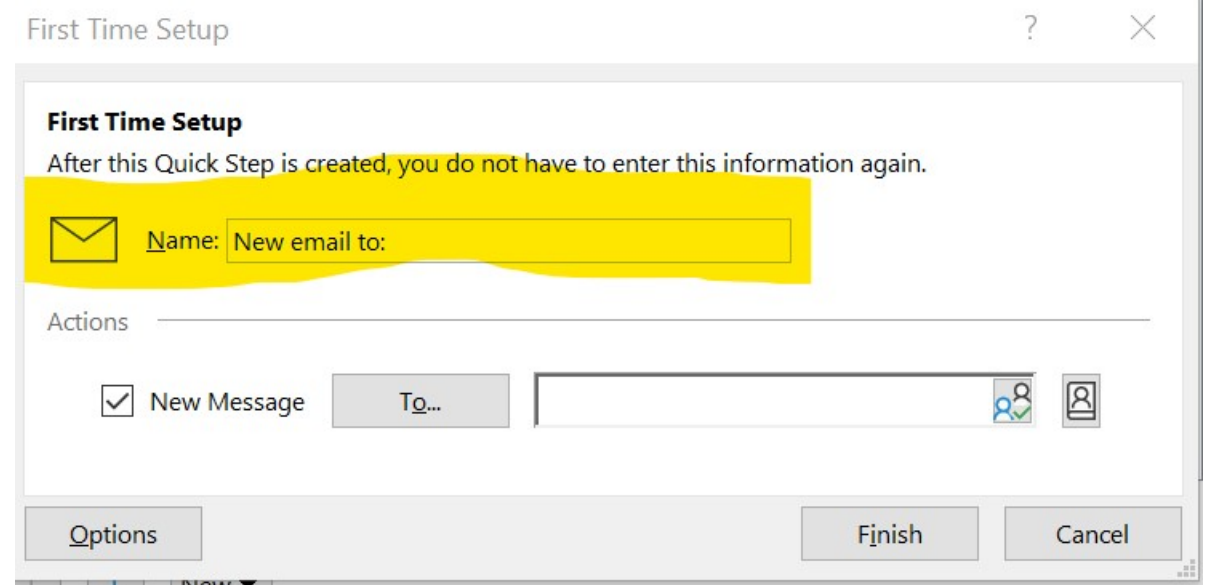 First Time Setup ?
First Time Setup
After this Quick Step is created, you do not have to enter this information again.
Name: New email to:
Actions
New Message To...
Options Finish Cancel
New